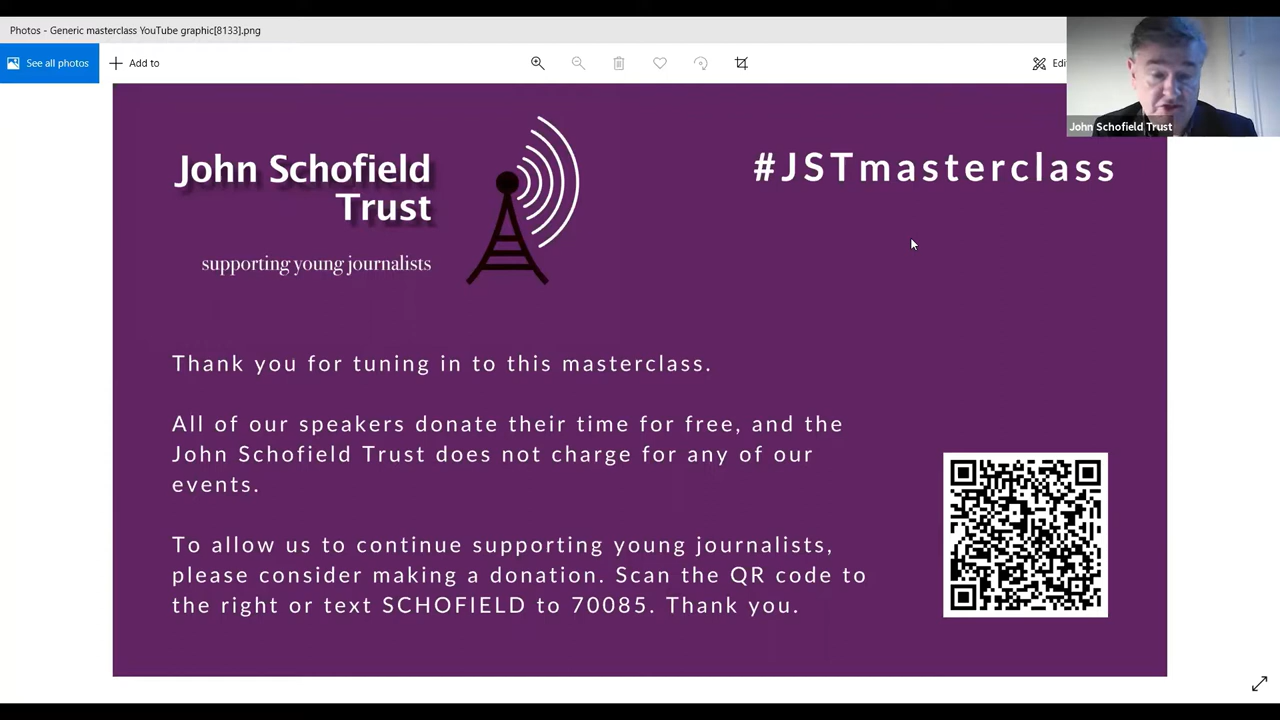 Photos - Generic masterclass YouTube graphic[8133].png
See all photos
Add to
John Schofield Trust
John Schofield
Trust
#JSTmasterclass
supporting young journalists
Thank you for tuning in to this masterclass.
All of our speakers donate their time for free, and the
John Schofield Trust does not charge for any of our
events.
To allow us to continue supporting young journalists,
please consider making a donation. Scan the QR code to
the right or text SCHOFIELD to 70085. Thank you.